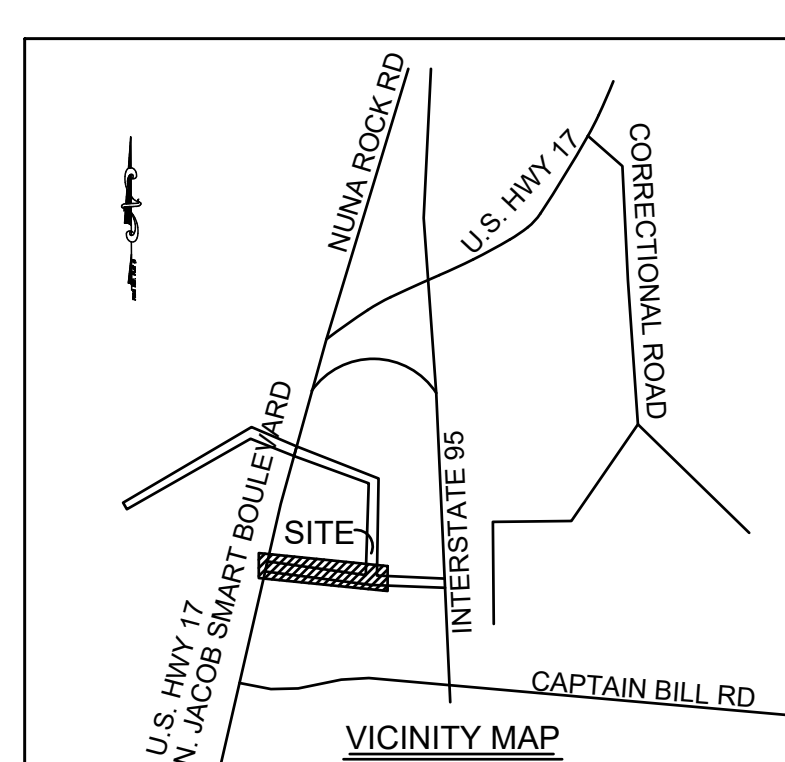 NUNA ROCK RD
U.S. HWY 17
CORRECTIONAL ROAD
SITE
INTERSTATE 95
U.S. HWY 17
N. JACOB SMART BOULEVARD
CAPTAIN BILL RD
VICINITY MAP